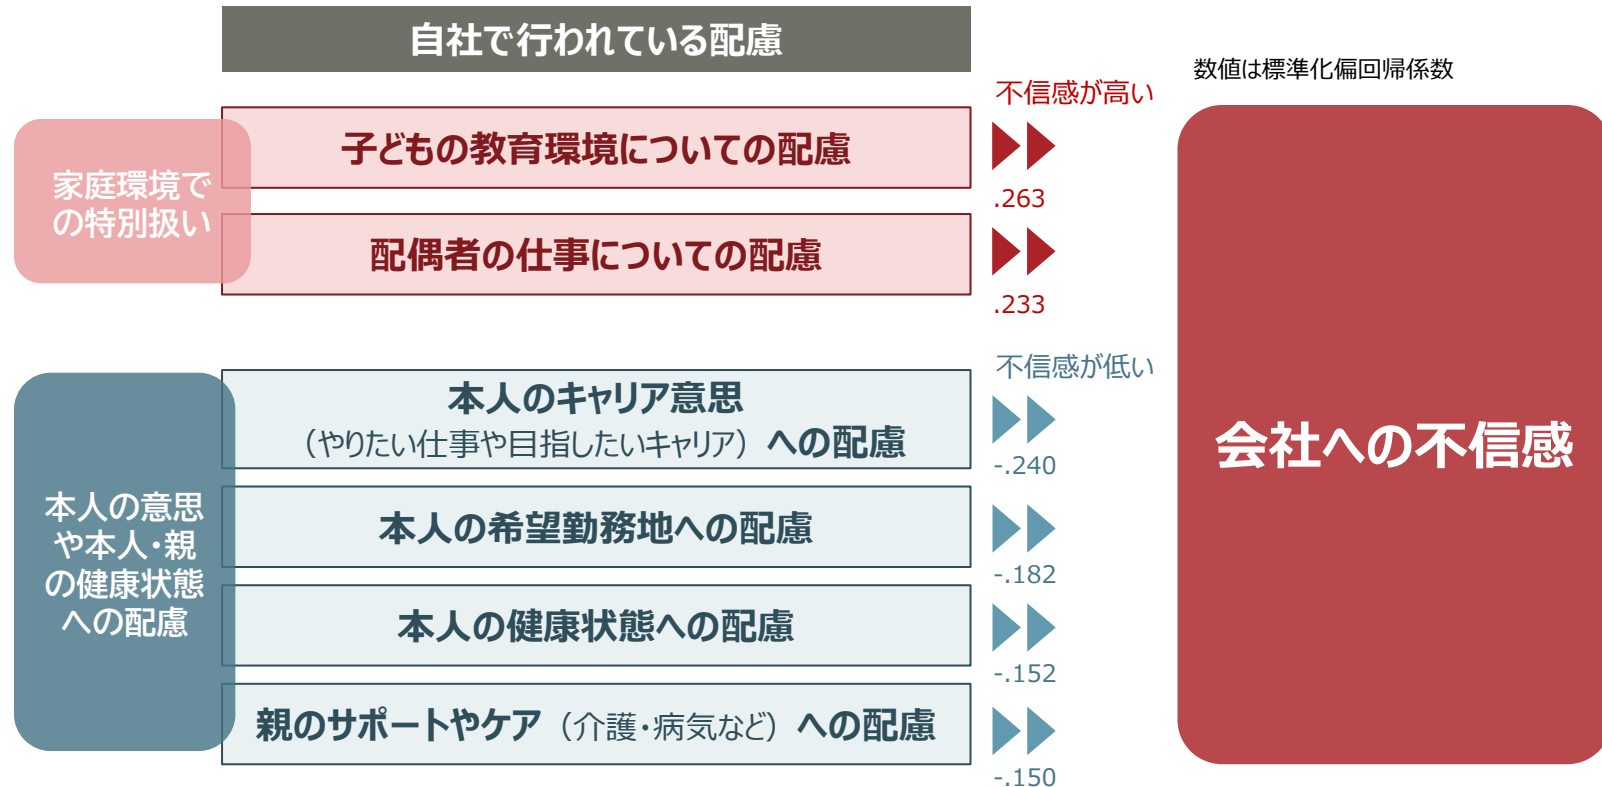 自社で行われている配慮
数値は標準化偏回帰係数
不信感が高い
家庭環境で
の特別扱い
子どもの教育環境についての配慮
.263
配偶者の仕事についての配慮
.233
不信感が低い
本人の意思
や本人・親
の健康状態
への配慮
本人のキャリア意思
（やりたい仕事や目指したいキャリア）への配慮
-.240
本人の希望勤務地への配慮
-.182
本人の健康状態への配慮
-.152
親のサポートやケア（介護・病気など）への配慮
-.150
会社への不信感